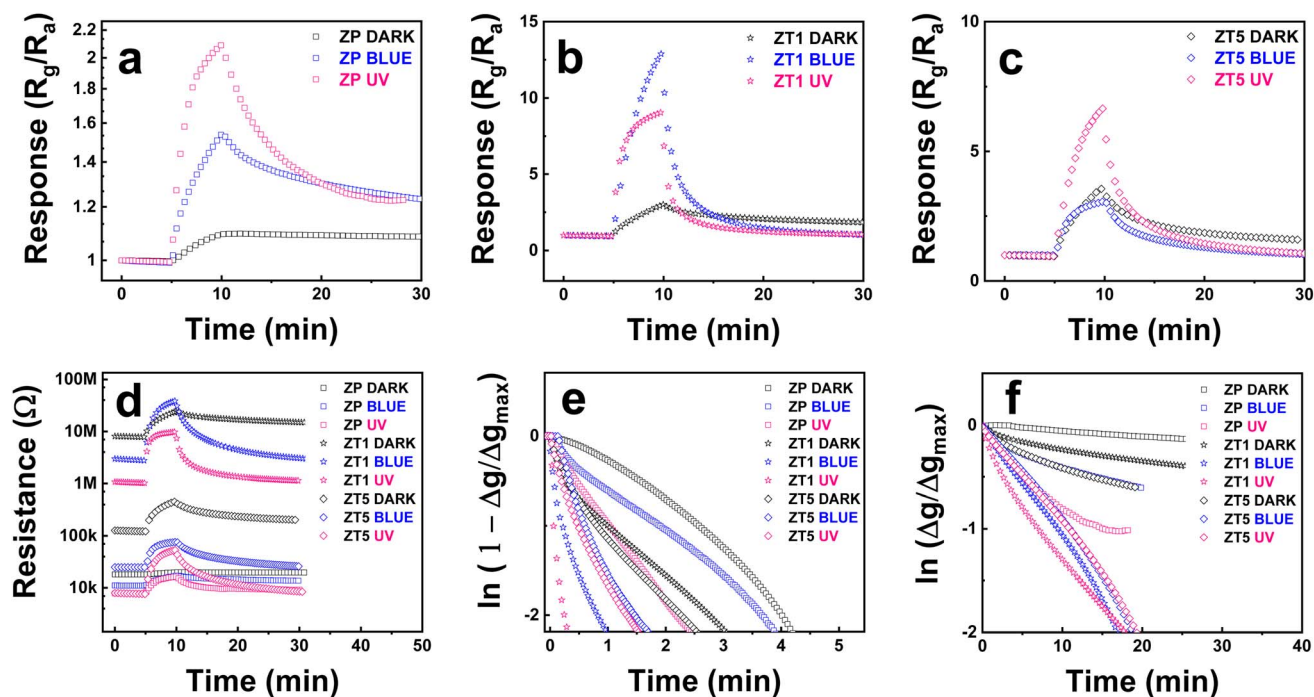 a
ZP DARK
ZP BLUE
ZP UV
Response (Rg/Ra)
2.2
2.0
1.8
1.6
1.4
1.2
1
0 10 20 30
Time (min)
b
ZT1 DARK
ZT1 BLUE
ZT1 UV
Response (Rg/Ra)
15
10
5
1
0 10 20 30
Time (min)
c
ZT5 DARK
ZT5 BLUE
ZT5 UV
Response (Rg/Ra)
10
5
0
0 10 20 30
Time (min)
d
ZP DARK
ZP BLUE
ZP UV
ZT1 DARK
ZT1 BLUE
ZT1 UV
ZT5 DARK
ZT5 BLUE
ZT5 UV
Resistance (Ω)
100M
10M
1M
100k
10k
0 10 20 30 40 50
Time (min)
e
ZP DARK
ZP BLUE
ZP UV
ZT1 DARK
ZT1 BLUE
ZT1 UV
ZT5 DARK
ZT5 BLUE
ZT5 UV
ln ( 1 − Δg/Δgmax)
0
-2
0 1 2 3 4 5
Time (min)
f
ZP DARK
ZP BLUE
ZP UV
ZT1 DARK
ZT1 BLUE
ZT1 UV
ZT5 DARK
ZT5 BLUE
ZT5 UV
ln (Δg/Δgmax)
0
-1
-2
0 10 20 30 40
Time (min)